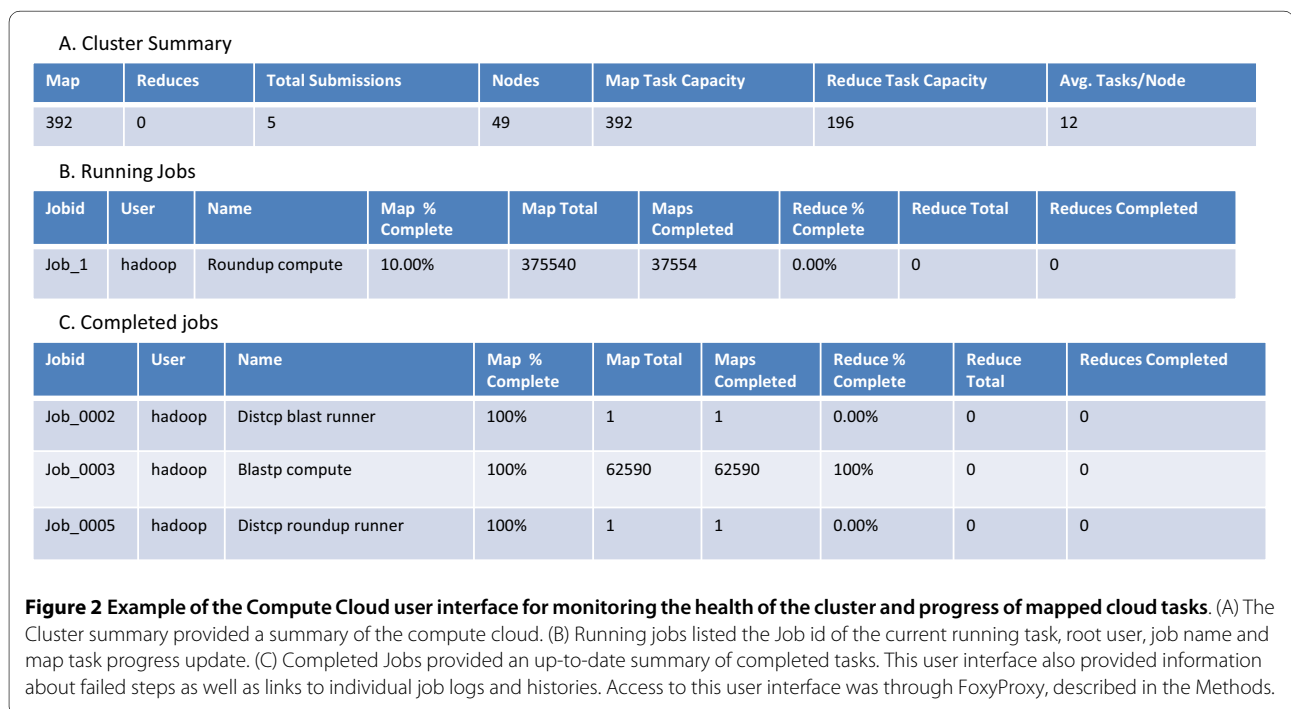 A. Cluster Summary
Map Reduces Total Submissions Nodes Map Task Capacity Reduce Task Capacity Avg. Tasks/Node
392 0 5 49 392 196 12
B. Running Jobs
Jobid User Name Map % Complete Map Total Maps Completed Reduce % Complete Reduce Total Reduces Completed
Job_1 hadoop Roundup compute 10.00% 375540 37554 0.00% 0 0
C. Completed jobs
Jobid User Name Map % Complete Map Total Maps Completed Reduce % Complete Reduce Total Reduces Completed
Job_0002 hadoop Distcp blast runner 100% 1 1 0.00% 0 0
Job_0003 hadoop Blastp compute 100% 62590 62590 100% 0 0
Job_0005 hadoop Distcp roundup runner 100% 1 1 0.00% 0 0
Figure 2 Example of the Compute Cloud user interface for monitoring the health of the cluster and progress of mapped cloud tasks. (A) The
Cluster summary provided a summary of the compute cloud. (B) Running jobs listed the Job id of the current running task, root user, job name and
map task progress update. (C) Completed Jobs provided an up-to-date summary of completed tasks. This user interface also provided information
about failed steps as well as links to individual job logs and histories. Access to this user interface was through FoxyProxy, described in the Methods.